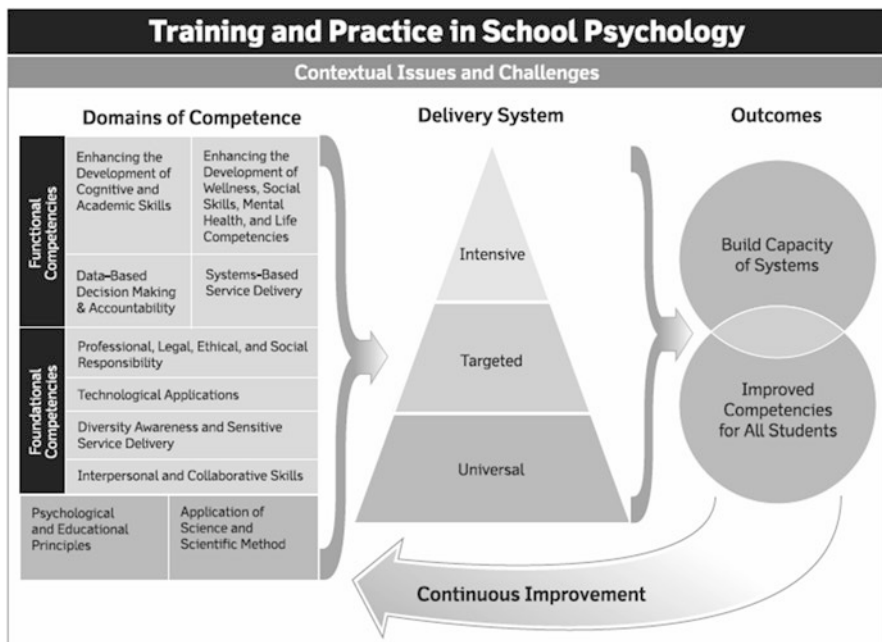 Training and Practice in School Psychology
Contextual Issues and Challenges
Domains of Competence
Functional Competencies
Enhancing the
Development of
Cognitive and
Academic Skills
Enhancing the
Development of
Wellness, Social
Skills, Mental
Health, and Life
Competencies
Data–Based
Decision Making
& Accountability
Systems–Based
Service Delivery
Foundational Competencies
Professional, Legal, Ethical, and Social
Responsibility
Technological Applications
Diversity Awareness and Sensitive
Service Delivery
Interpersonal and Collaborative Skills
Psychological
and Educational
Principles
Application of
Science and
Scientific Method
Delivery System
Intensive
Targeted
Universal
Outcomes
Build Capacity
of Systems
Improved
Competencies
for All Students
Continuous Improvement